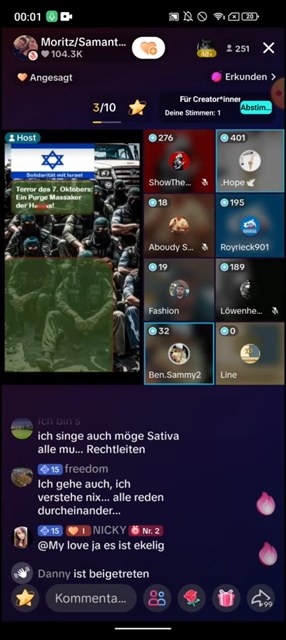 00:01
20
Moritz/Samant...
104.3K
251
Angesagt
Erkunden >
3/10
Für Creator*inner
Deine Stimmen: 1
Abstim...
Host
Solidarität mit Israel
Terror des 7. Oktobers:
Ein Purge Massaker
der Hamas!
276
ShowThe...
401
.Hope
18
Aboudy S...
195
Royrieck901
19
Fashion
189
Löwenhe...
32
Ben.Sammy2
0
Line
ich bin's
ich singe auch möge Sativa
alle mu... Rechtleiten
freedom
Ich gehe auch, ich
verstehe nix... alle reden
durcheinander...
15 I NICKY Nr. 2
@My love ja es ist ekelig
Danny ist beigetreten
Kommenta...
+99